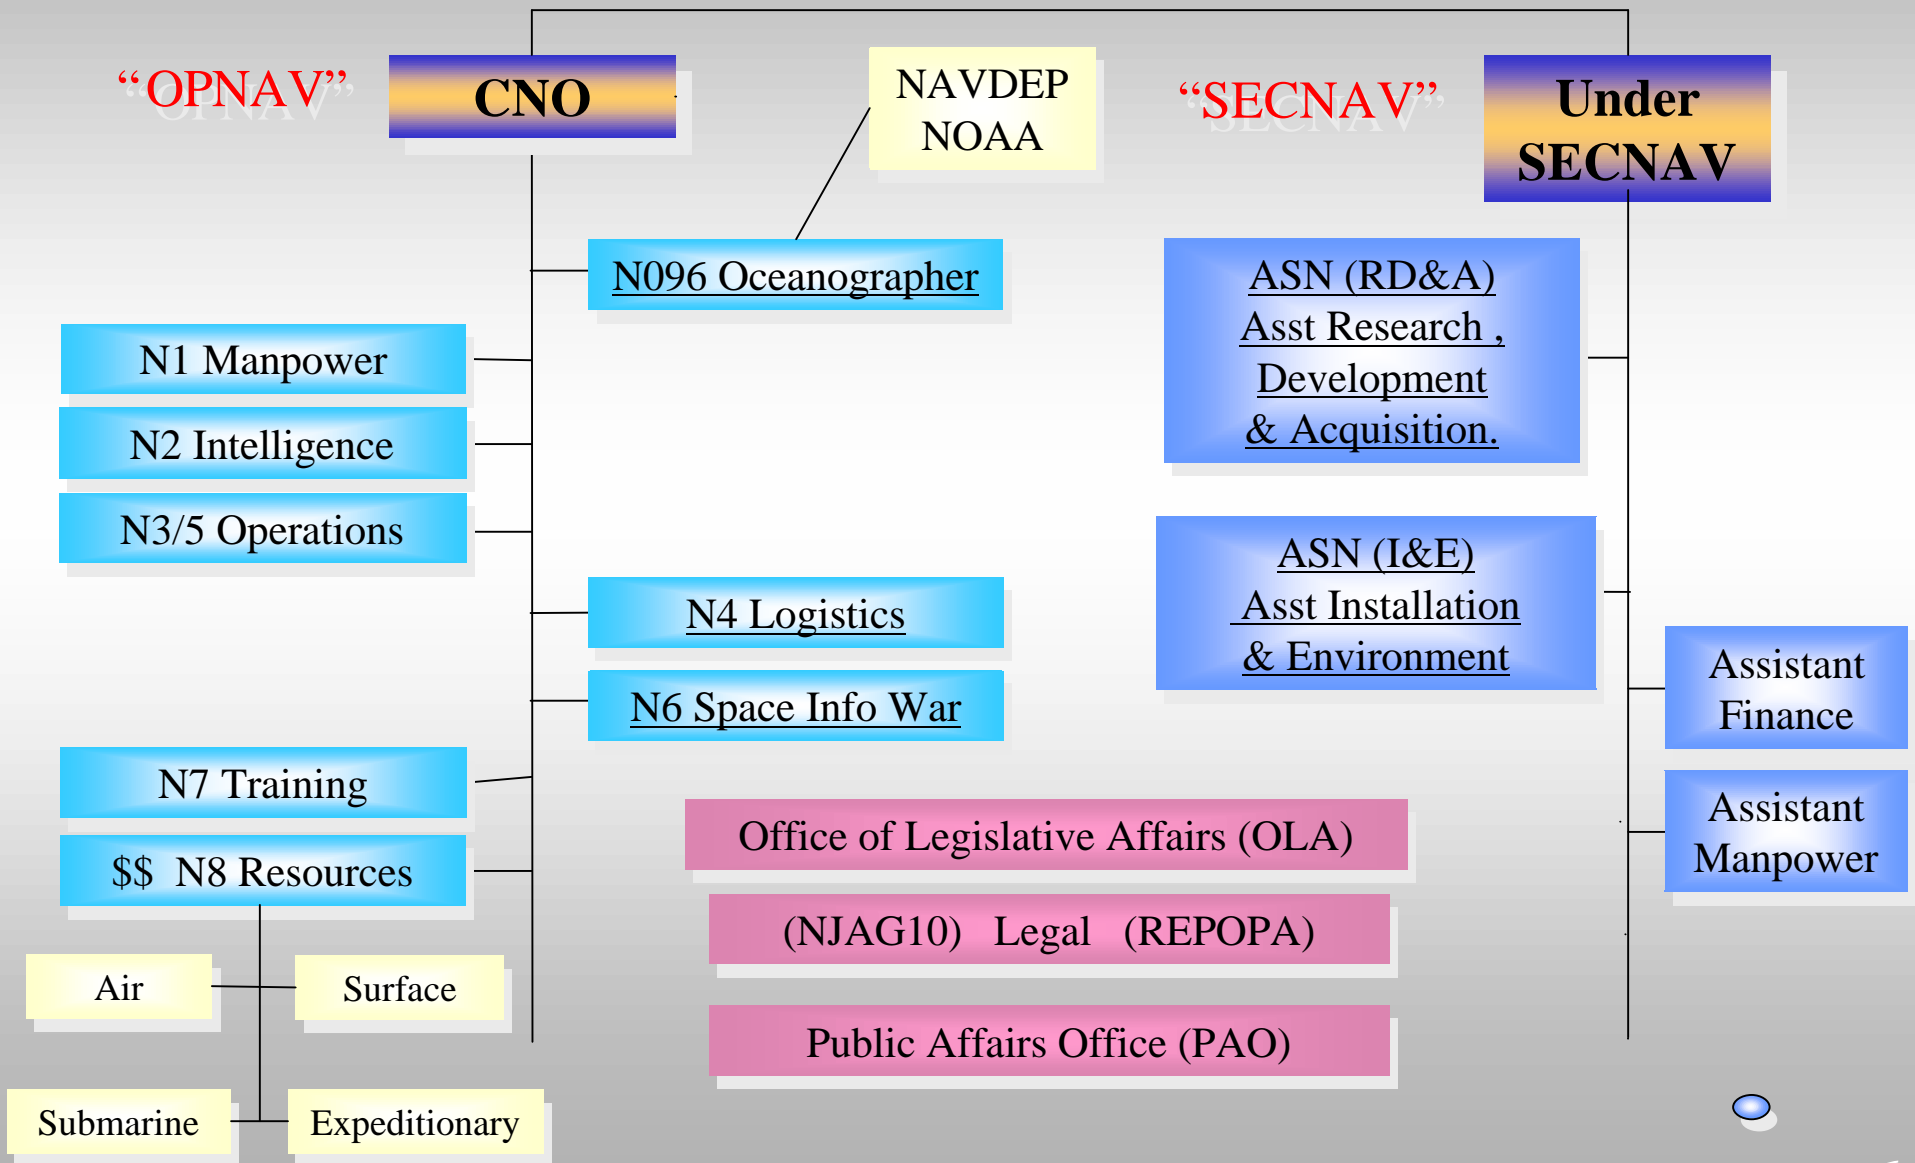 “OPNAV”
CNO
NAVDEP
NOAA
“SECNAV”
Under
SECNAV
N096 Oceanographer
ASN (RD&A)
Asst Research ,
Development
& Acquisition.
N1 Manpower
N2 Intelligence
N3/5 Operations
ASN (I&E)
Asst Installation
& Environment
N4 Logistics
N6 Space Info War
Assistant
Finance
N7 Training
Assistant
Manpower
Office of Legislative Affairs (OLA)
$$ N8 Resources
(NJAG10) Legal (REPOPA)
Air
Surface
Public Affairs Office (PAO)
Submarine
Expeditionary